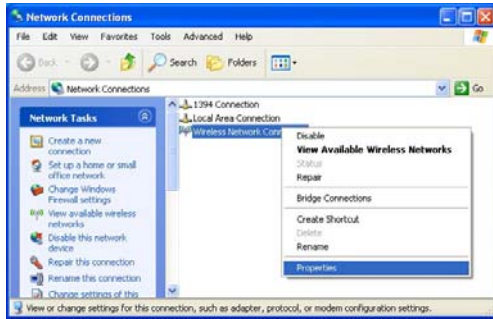 Network Connections
File Edit View Favorites Tools Advanced Help
Back Search Folders
Address Network Connections Go
Network Tasks
Create a new
connection
Set up a home or small
office network
Change Windows
Firewall settings
View available wireless
networks
Disable this network
device
Repair this connection
Rename this connection
Change settings of this
1394 Connection
Local Area Connection
Wireless Network Conn
Disable
View Available Wireless Networks
Status
Repair
Bridge Connections
Create Shortcut
Delete
Rename
Properties
View or change settings for this connection, such as adapter, protocol, or modem configuration settings.